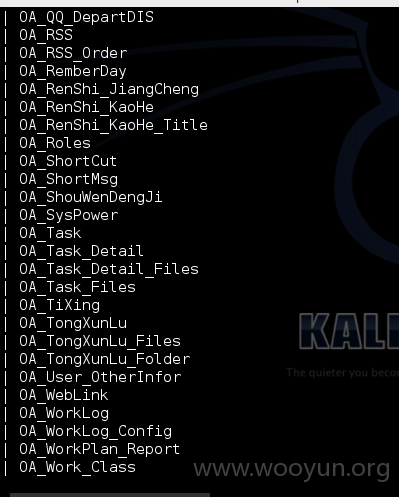 | OA_QQ_DepartDIS
| OA_RSS
| OA_RSS_Order
| OA_RemberDay
| OA_RenShi_JiangCheng
| OA_RenShi_KaoHe
| OA_RenShi_KaoHe_Title
| OA_Roles
| OA_ShortCut
| OA_ShortMsg
| OA_ShouWenDengJi
| OA_SysPower
| OA_Task
| OA_Task_Detail
| OA_Task_Detail_Files
| OA_Task_Files
| OA_TiXing
| OA_TongXunLu
KALI
| OA_TongXunLu_Files
| OA_TongXunLu_Folder
The quieter you becom
| OA_User_OtherInfor
| OA_WebLink
| OA_WorkLog
| OA_WorkLog_Config
| OA_WorkPlan_Report
| OA_Work_Class
www.wooyun.org